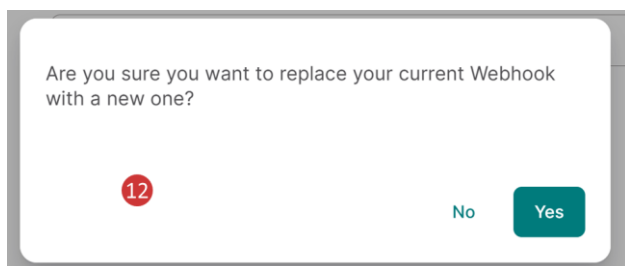 Are you sure you want to replace your current Webhook
with a new one?
12
No
Yes